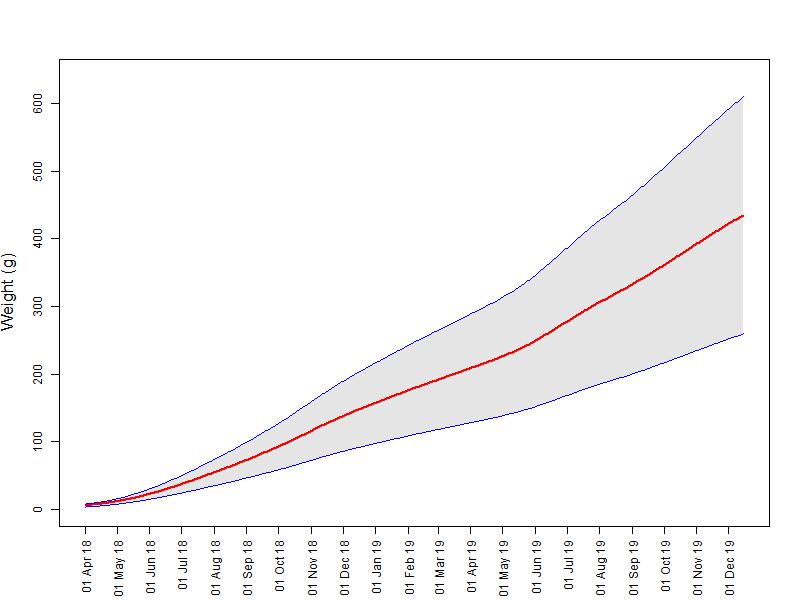 600
500
400
300
200
100
0
Weight (g)
01 Apr 18
01 May 18
01 Jun 18
01 Jul 18
01 Aug 18
01 Sep 18
01 Oct 18
01 Nov 18
01 Dec 18
01 Jan 19
01 Feb 19
01 Mar 19
01 Apr 19
01 May 19
01 Jun 19
01 Jul 19
01 Aug 19
01 Sep 19
01 Oct 19
01 Nov 19
01 Dec 19